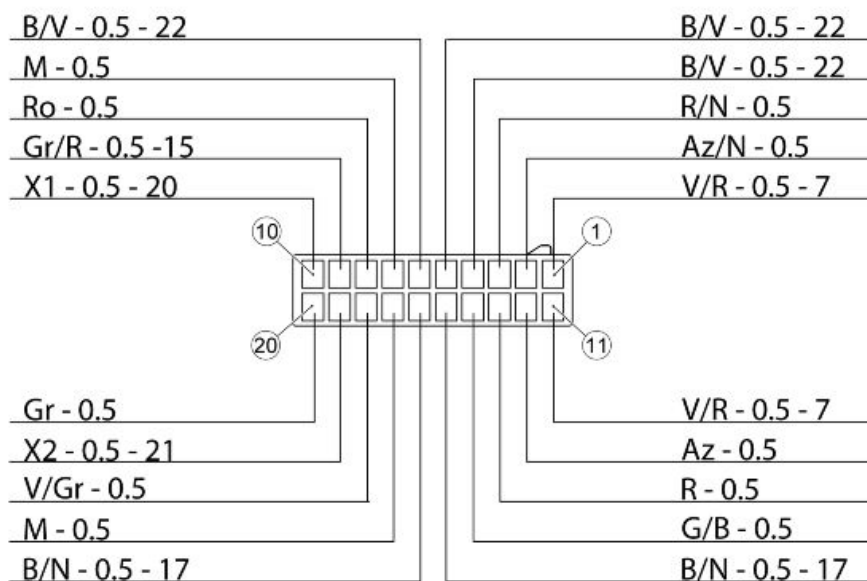 B/V - 0.5 - 22
M - 0.5
Ro - 0.5
Gr/R - 0.5 -15
X1 - 0.5 - 20
B/V - 0.5 - 22
B/V - 0.5 - 22
R/N - 0.5
Az/N - 0.5
V/R - 0.5 - 7
10
1
20
11
Gr - 0.5
X2 - 0.5 - 21
V/Gr - 0.5
M - 0.5
B/N - 0.5 - 17
V/R - 0.5 - 7
Az - 0.5
R - 0.5
G/B - 0.5
B/N - 0.5 - 17